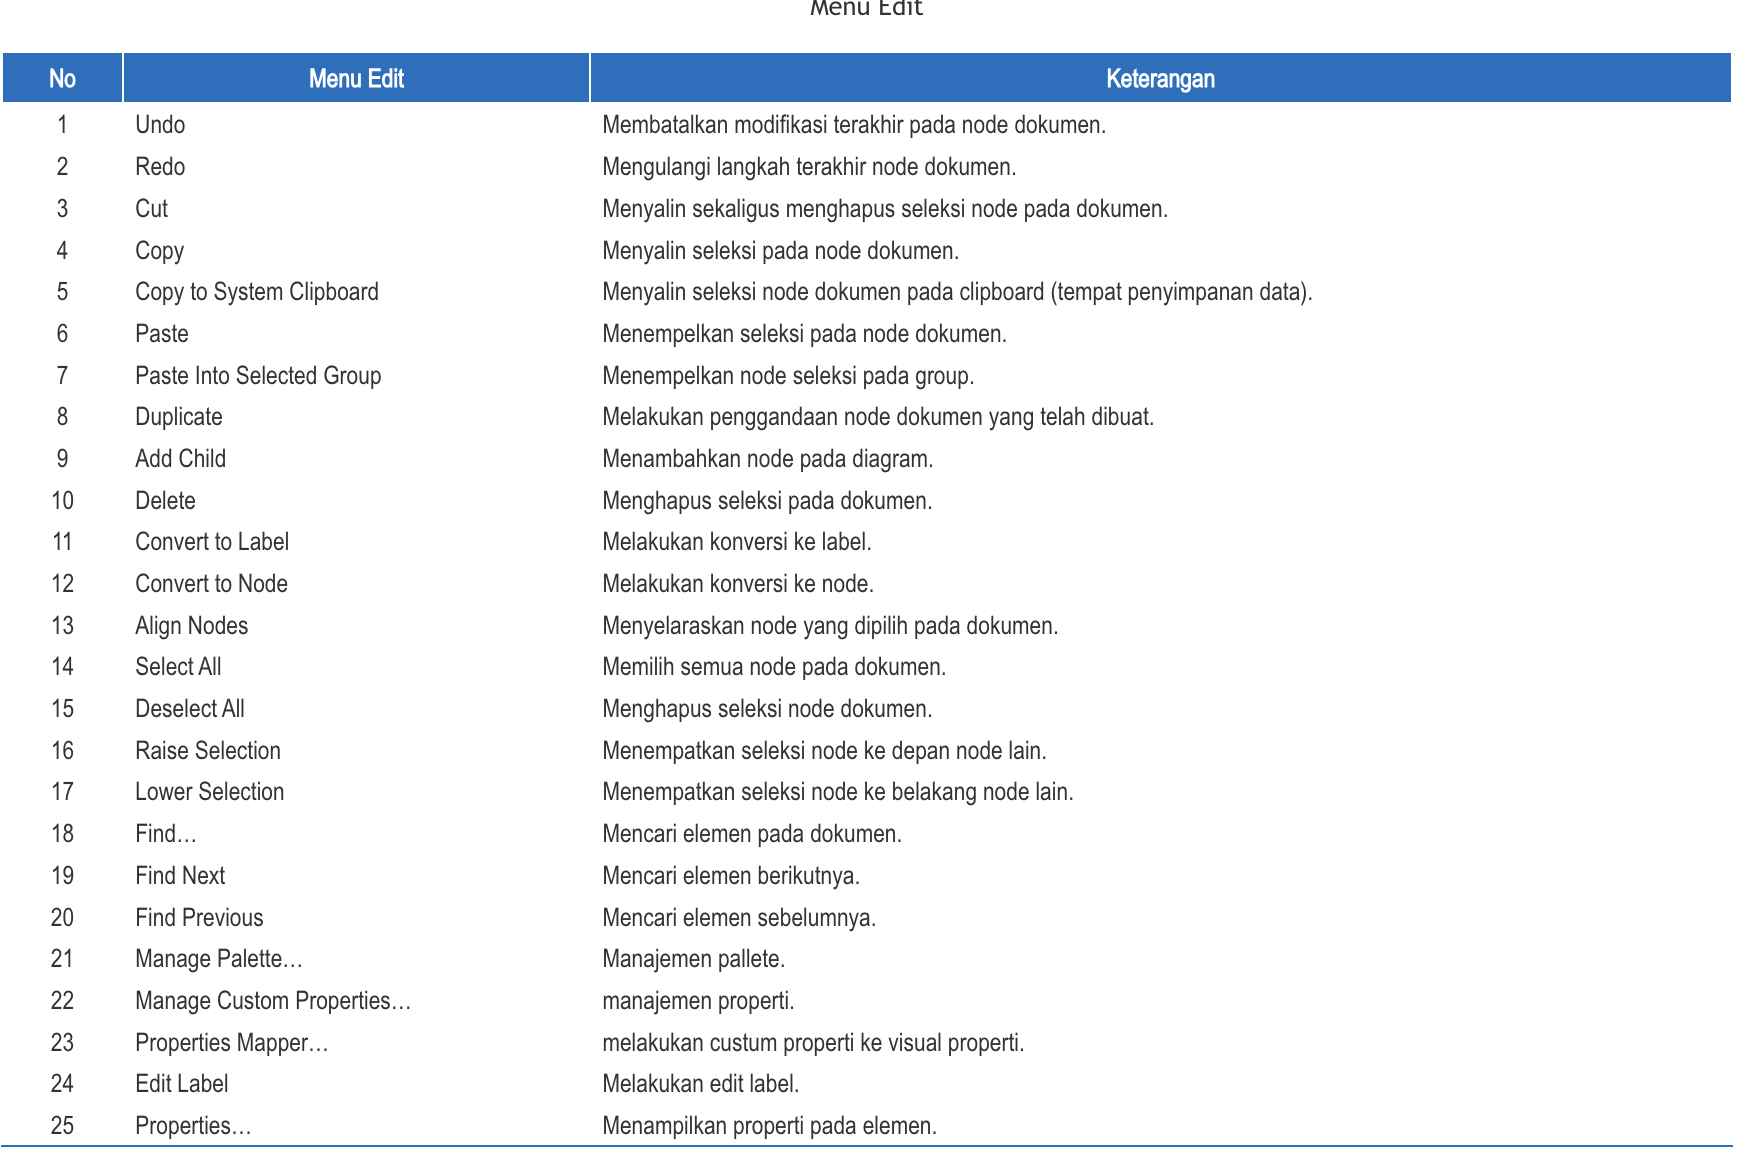 Menu Edit
No Menu Edit Keterangan
1 Undo Membatalkan modifikasi terakhir pada node dokumen.
2 Redo Mengulangi langkah terakhir node dokumen.
3 Cut Menyalin sekaligus menghapus seleksi node pada dokumen.
4 Copy Menyalin seleksi pada node dokumen.
5 Copy to System Clipboard Menyalin seleksi node dokumen pada clipboard (tempat penyimpanan data).
6 Paste Menempelkan seleksi pada node dokumen.
7 Paste Into Selected Group Menempelkan node seleksi pada group.
8 Duplicate Melakukan penggandaan node dokumen yang telah dibuat.
9 Add Child Menambahkan node pada diagram.
10 Delete Menghapus seleksi pada dokumen.
11 Convert to Label Melakukan konversi ke label.
12 Convert to Node Melakukan konversi ke node.
13 Align Nodes Menyelaraskan node yang dipilih pada dokumen.
14 Select All Memilih semua node pada dokumen.
15 Deselect All Menghapus seleksi node dokumen.
16 Raise Selection Menempatkan seleksi node ke depan node lain.
17 Lower Selection Menempatkan seleksi node ke belakang node lain.
18 Find… Mencari elemen pada dokumen.
19 Find Next Mencari elemen berikutnya.
20 Find Previous Mencari elemen sebelumnya.
21 Manage Palette… Manajemen pallete.
22 Manage Custom Properties… manajemen properti.
23 Properties Mapper… melakukan custum properti ke visual properti.
24 Edit Label Melakukan edit label.
25 Properties… Menampilkan properti pada elemen.